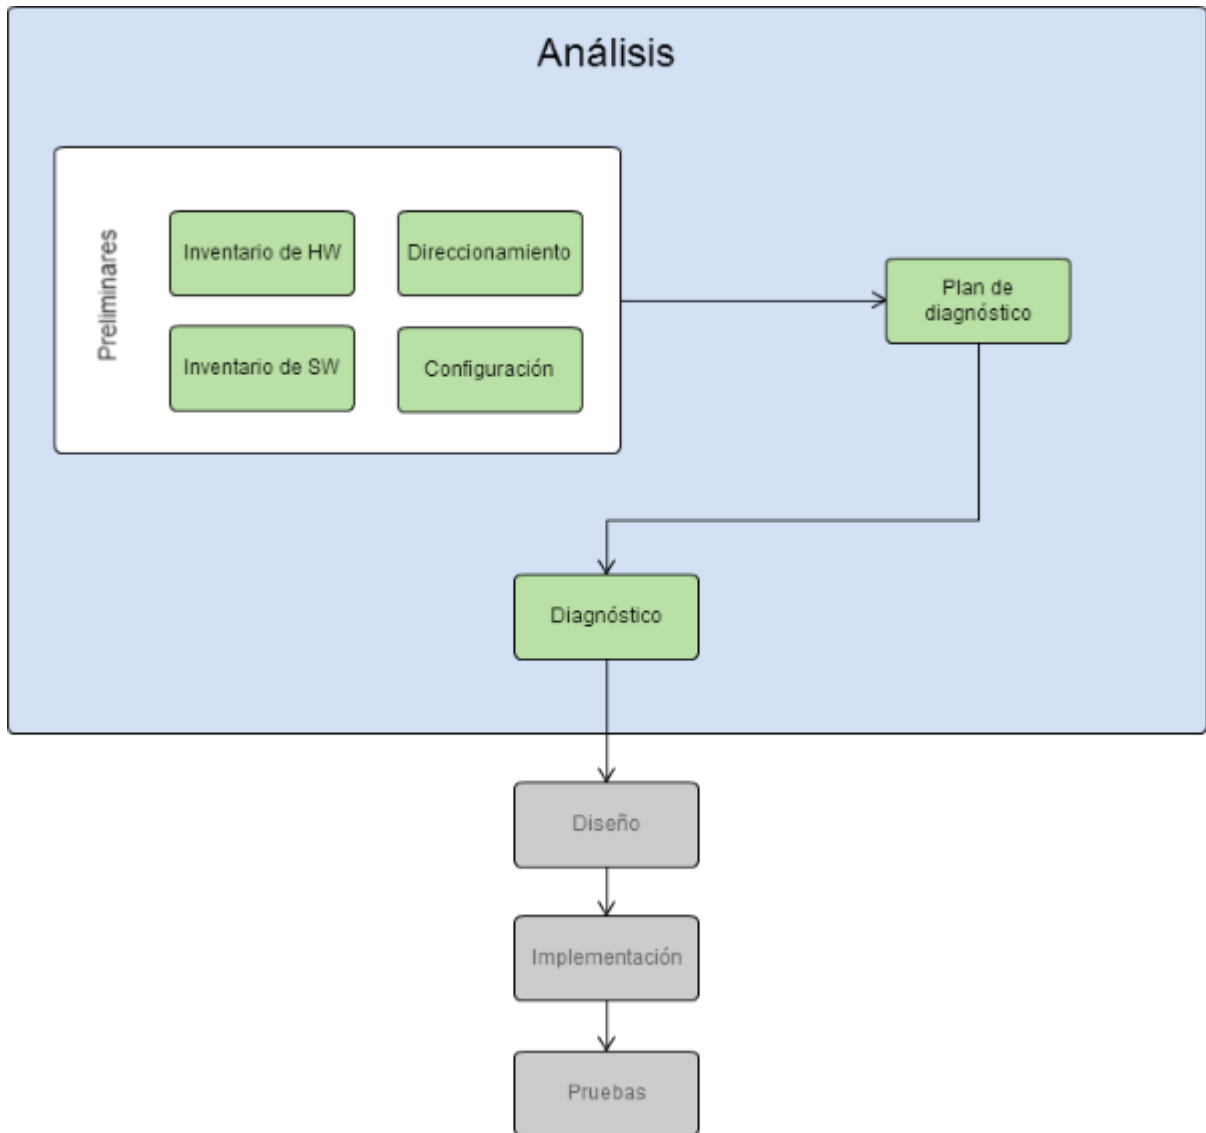 Análisis
Preliminares
Inventario de HW
Direccionamiento
Inventario de SW
Configuración
Plan de
diagnóstico
Diagnóstico
Diseño
Implementación
Pruebas